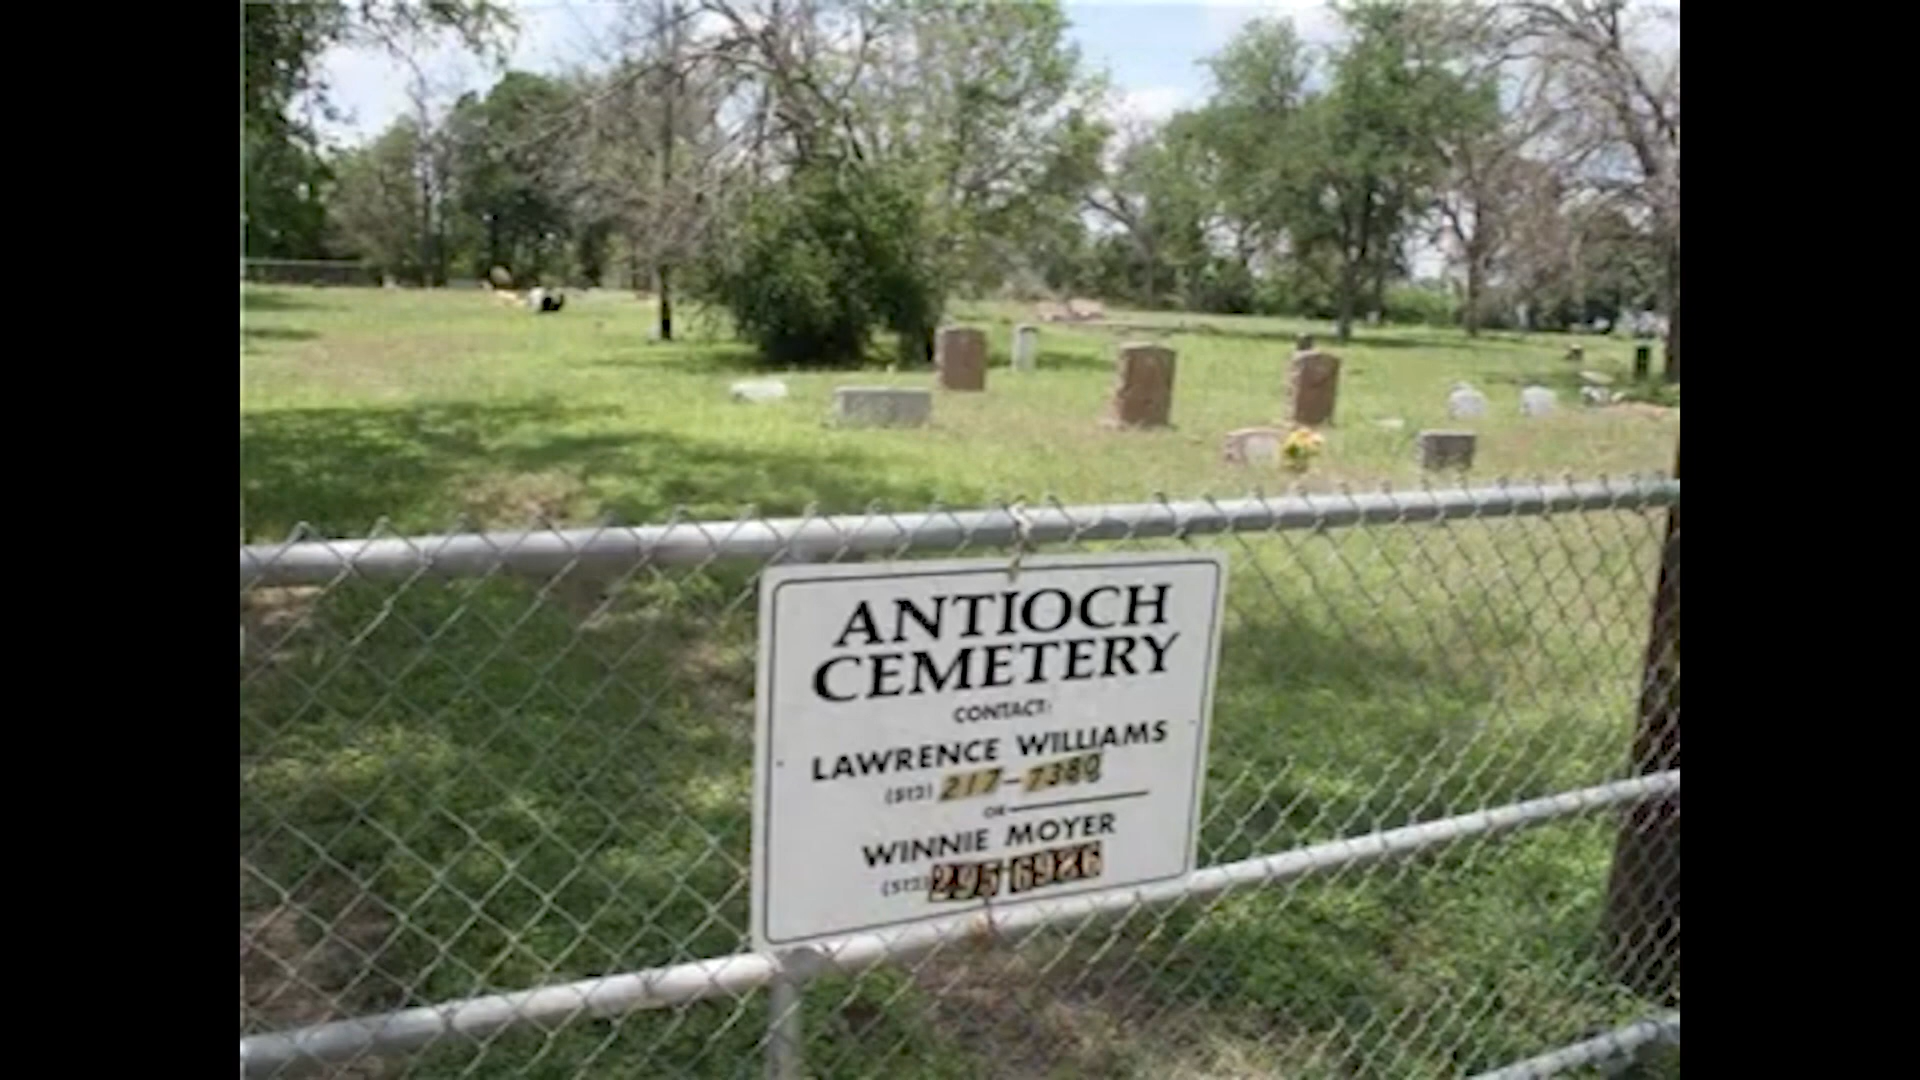 ANTIOCH
CEMETERY
CONTACT:
LAWRENCE WILLIAMS
(512) 217-7380
OR
WINNIE MOYER
(512) 295 6926